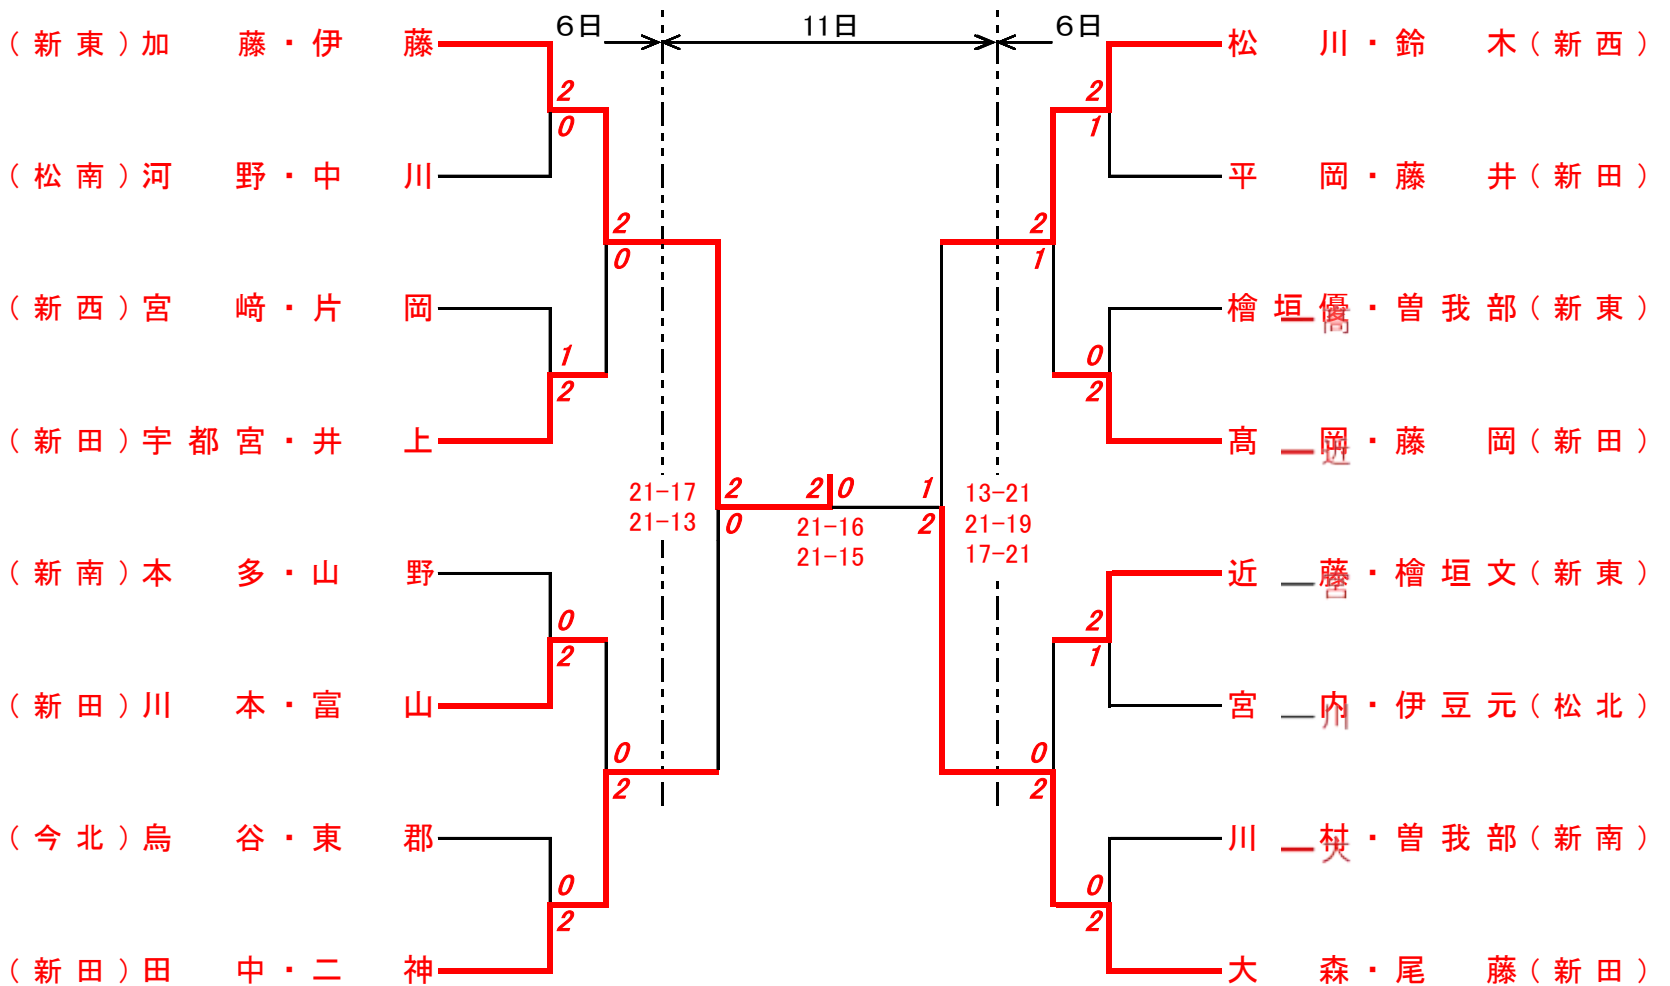 6日 11日 6日
(新東)加藤・伊藤
松川・鈴木(新西)
2
0
2
1
(松南)河野・中川
平岡・藤井(新田)
2
0
2
1
(新西)宮﨑・片岡
檜垣優・曽我部(新東)
1
2
0
2
(新田)宇都宮・井上
髙岡・藤岡(新田)
21-17
21-13
2
0
2 0
21-16
21-15
1
2
13-21
21-19
17-21
(新南)本多・山野
近藤・檜垣文(新東)
0
2
2
1
(新田)川本・富山
宮内・伊豆元(松北)
0
2
0
2
(今北)烏谷・東郡
川村・曽我部(新南)
0
2
0
2
(新田)田中・二神
大森・尾藤(新田)